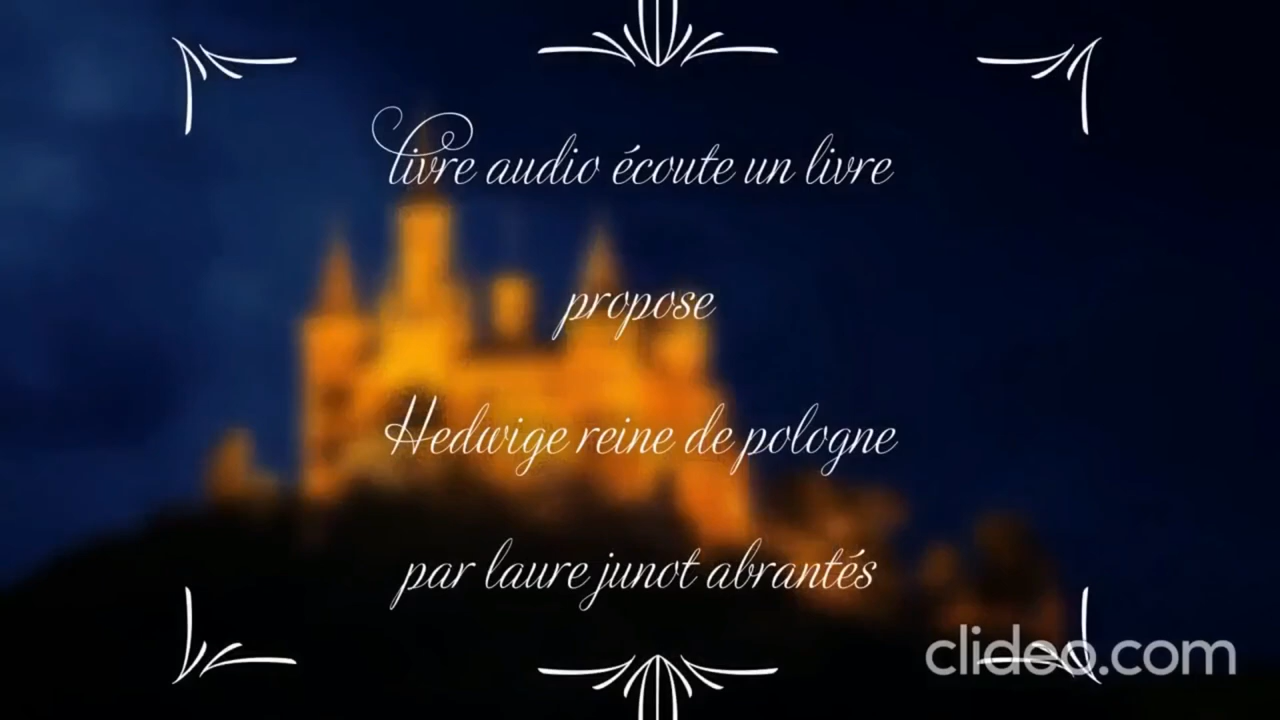 livre audio écoute un livre
propose
Hedwige reine de pologne
par laure junot abrantés
clideo.com